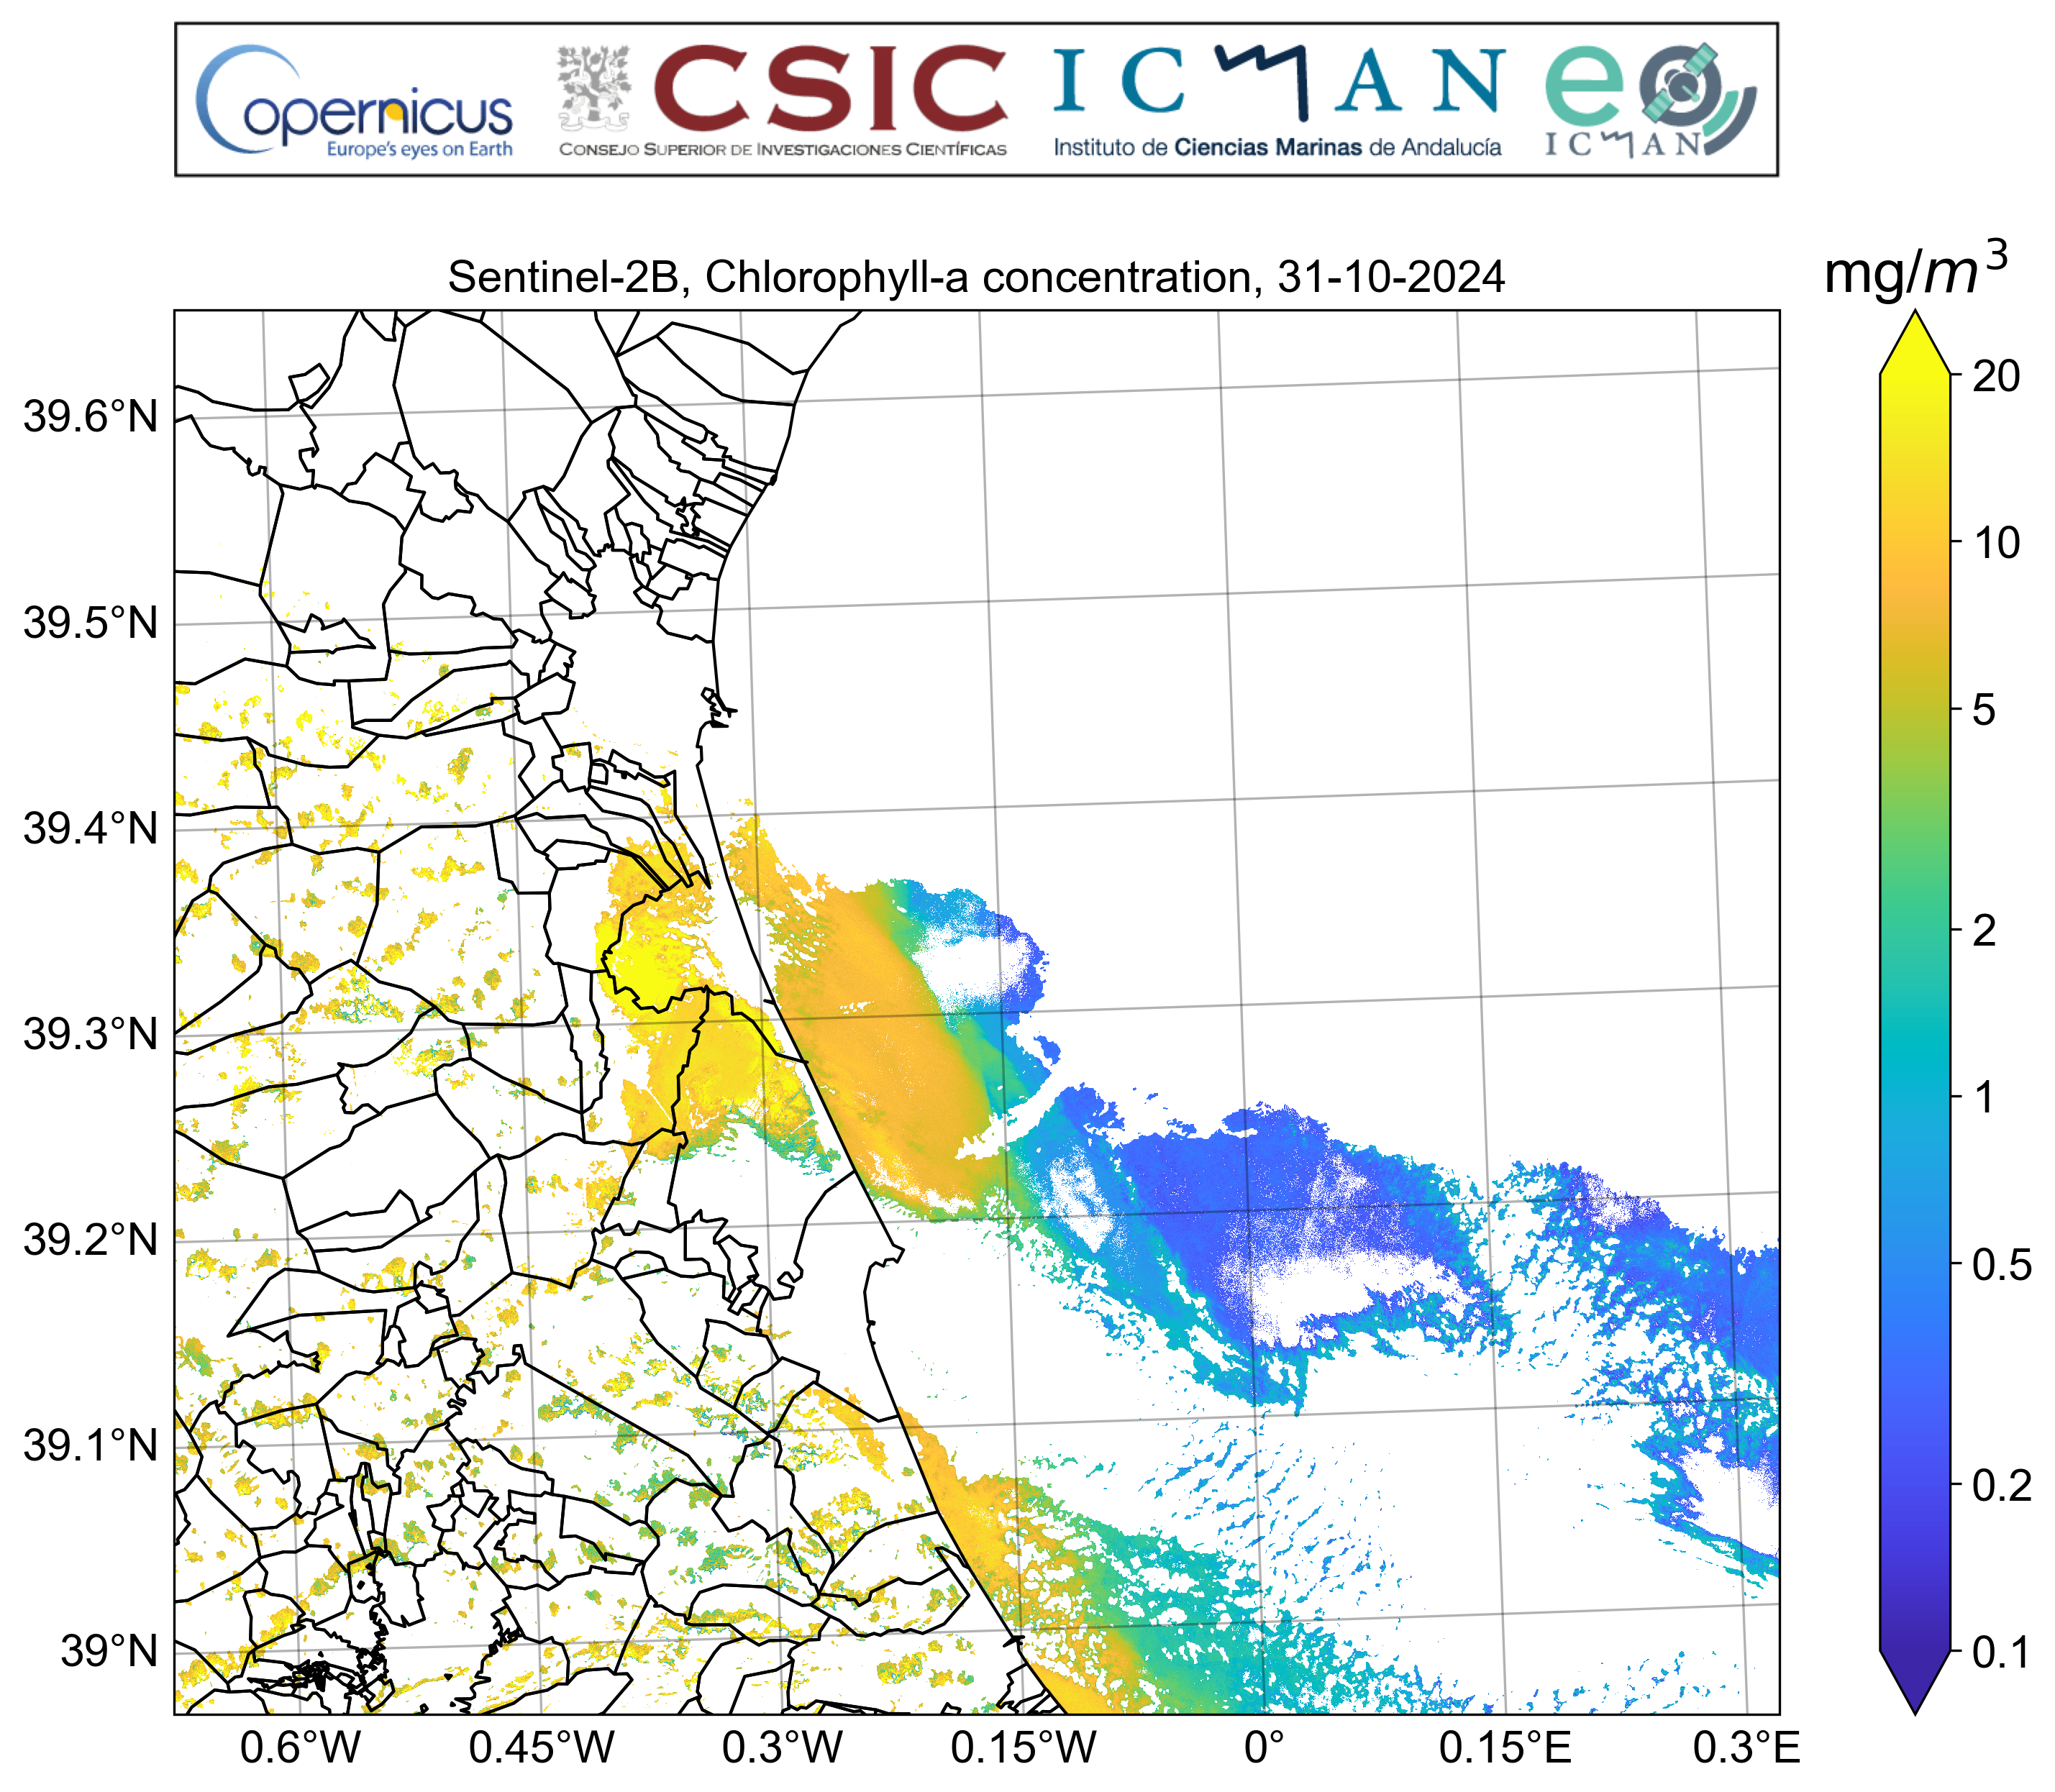 Copernicus
Europe's eyes on Earth
CSIC
CONSEJO SUPERIOR DE INVESTIGACIONES CIENTÍFICAS
ICMAN
Instituto de Ciencias Marinas de Andalucía
eo
ICMAN
Sentinel-2B, Chlorophyll-a concentration, 31-10-2024
mg/m³
39.6°N
39.5°N
39.4°N
39.3°N
39.2°N
39.1°N
39°N
0.6°W
0.45°W
0.3°W
0.15°W
0°
0.15°E
0.3°E
20
10
5
2
1
0.5
0.2
0.1